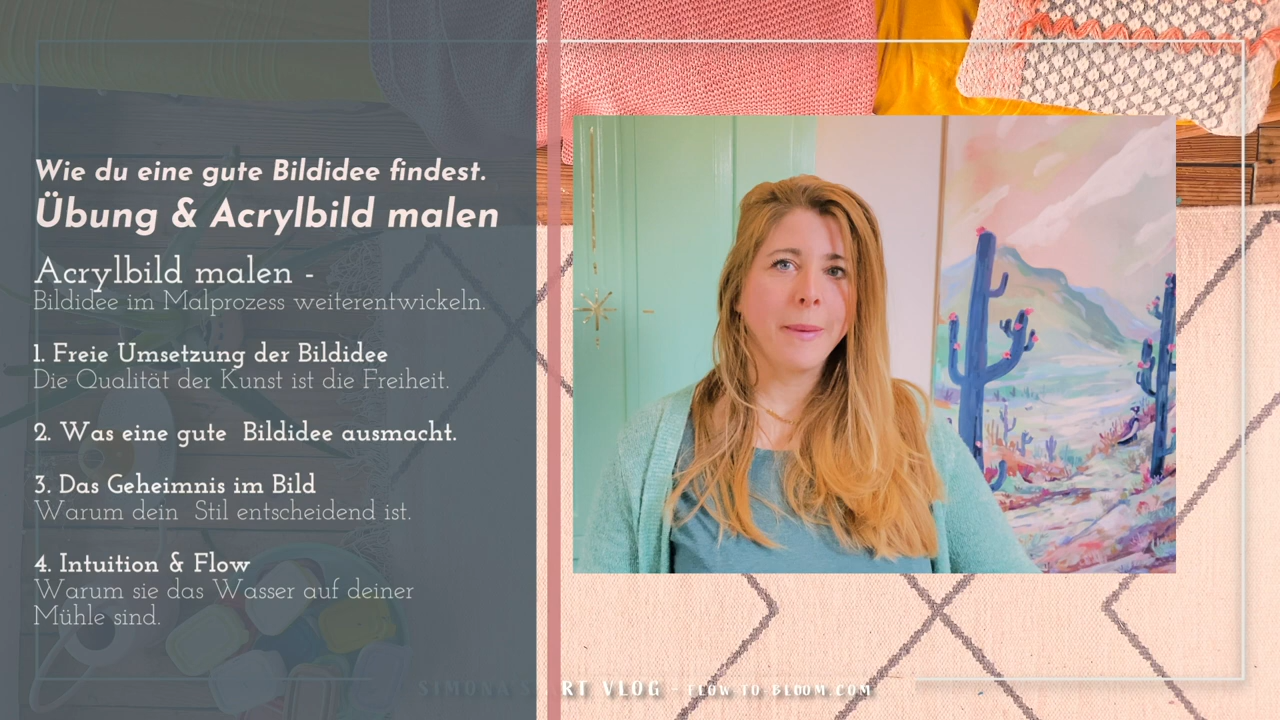 Wie du eine gute Bildidee findest.
Übung & Acrylbild malen
Acrylbild malen -
Bildidee im Malprozess weiterentwickeln.
1. Freie Umsetzung der Bildidee
Die Qualität der Kunst ist die Freiheit.
2. Was eine gute  Bildidee ausmacht.
3. Das Geheimnis im Bild
Warum dein  Stil entscheidend ist.
4. Intuition & Flow
Warum sie das Wasser auf deiner
Mühle sind.
SIMONA'S ART VLOG - FLOW TO BLOOM.COM